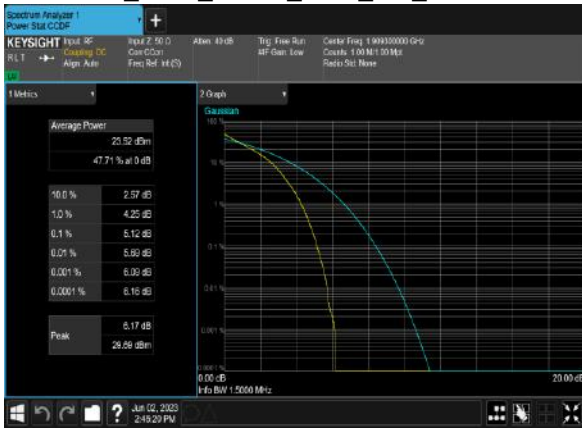 Spectrum Analyzer 1
Power Stat CCDF
KEYSIGHT Input: RF
Input Z: 50 Ω
Atten: 40 dB
Trig: Free Run
Center Freq: 1.909300000 GHz
RLT
Coupling: DC
Corr CCorr
#IF Gain: Low
Counts: 1.00 M/1.00 Mpt
Align: Auto
Freq Ref: Int (S)
Radio Std: None
1 Metrics
2 Graph
Gaussian
Average Power
23.52 dBm
47.71 % at 0 dB
10.0 % 2.57 dB
1.0 % 4.25 dB
0.1 % 5.12 dB
0.01 % 5.69 dB
0.001 % 6.09 dB
0.0001 % 6.16 dB
Peak
6.17 dB
29.69 dBm
100 %
10 %
1 %
0.1 %
0.01 %
0.001 %
0.0001 %
0.00 dB
20.00 dB
Info BW 1.5000 MHz
?
Jun 02, 2023
2:45:20 PM